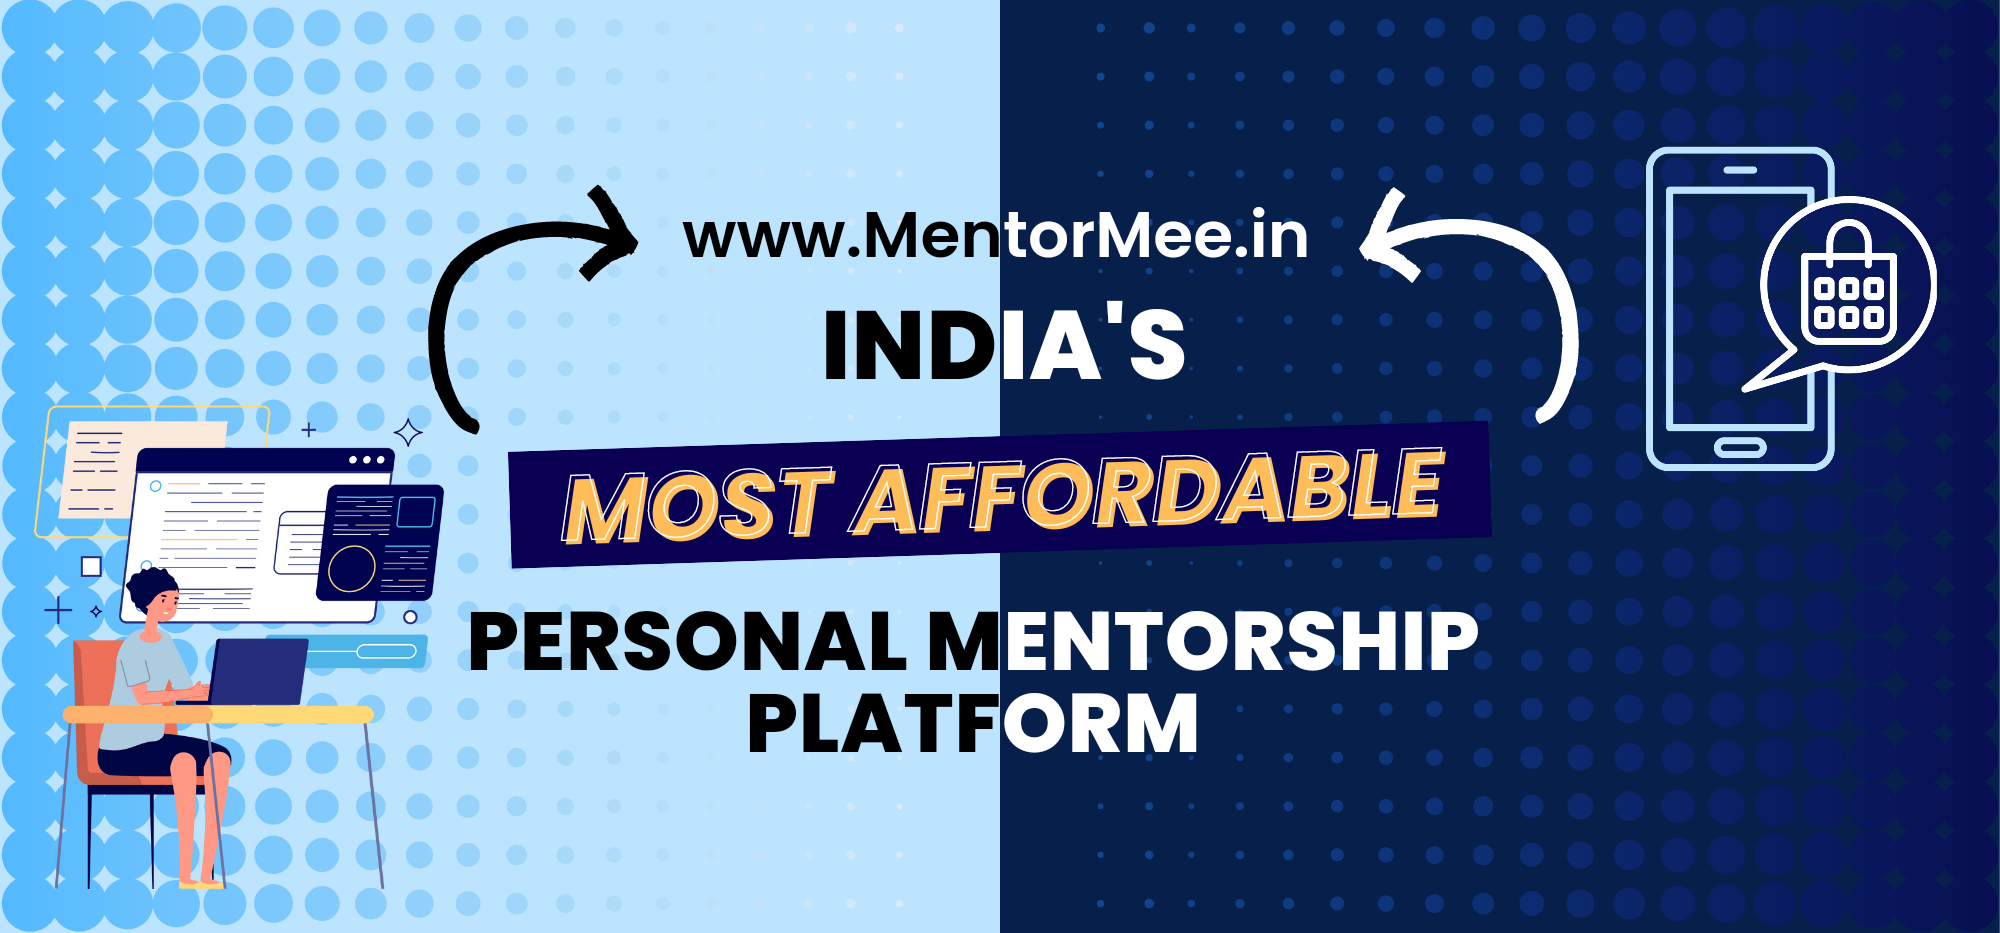 www.MentorMee.in
INDIA'S
MOST AFFORDABLE
PERSONAL MENTORSHIP
PLATFORM